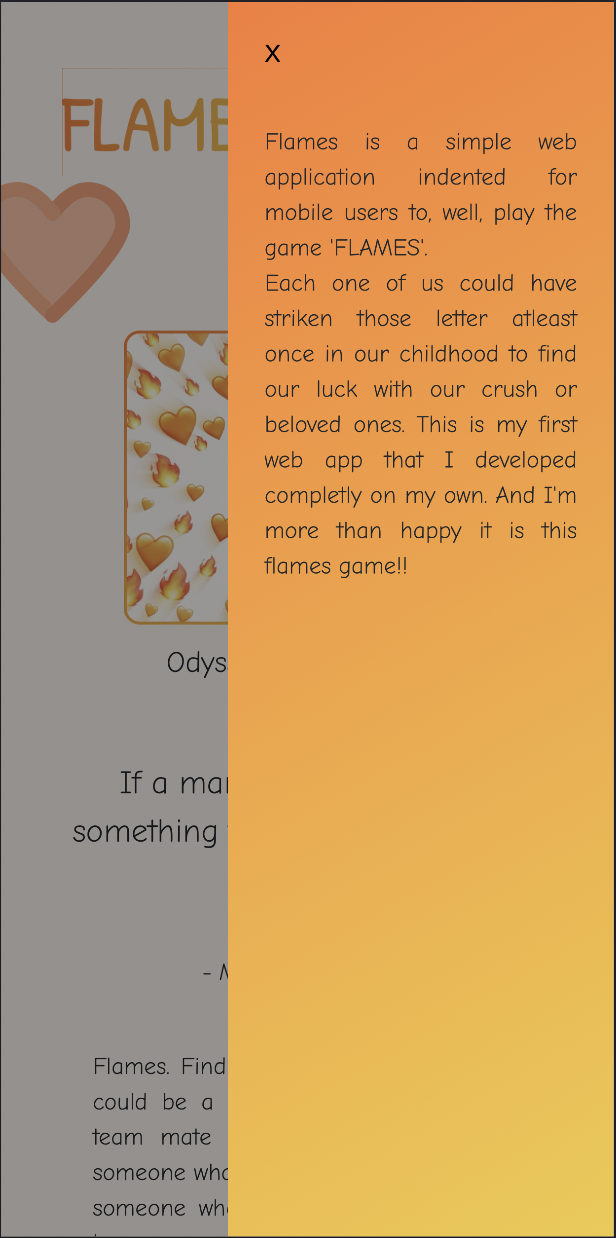 X
Flames is a simple web
application indented for
mobile users to, well, play the
game 'FLAMES'.
Each one of us could have
striken those letter atleast
once in our childhood to find
our luck with our crush or
beloved ones. This is my first
web app that I developed
completly on my own. And I'm
more than happy it is this
flames game!!
FLAME
Odys
If a mar
something
-
Flames. Find
could be a
team mate
someone who
someone who